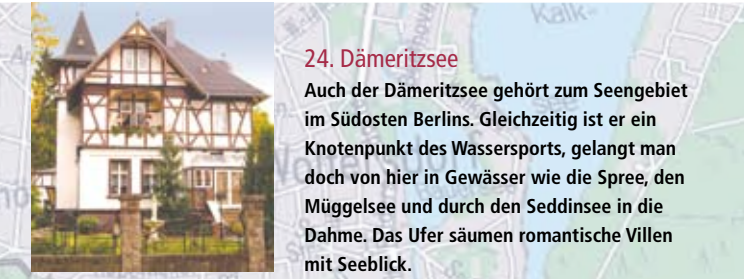 24. Dämeritzsee
Auch der Dämeritzsee gehört zum Seengebiet
im Südosten Berlins. Gleichzeitig ist er ein
Knotenpunkt des Wassersports, gelangt man
doch von hier in Gewässer wie die Spree, den
Müggelsee und durch den Seddinsee in die
Dahme. Das Ufer säumen romantische Villen
mit Seeblick.
Kalk-